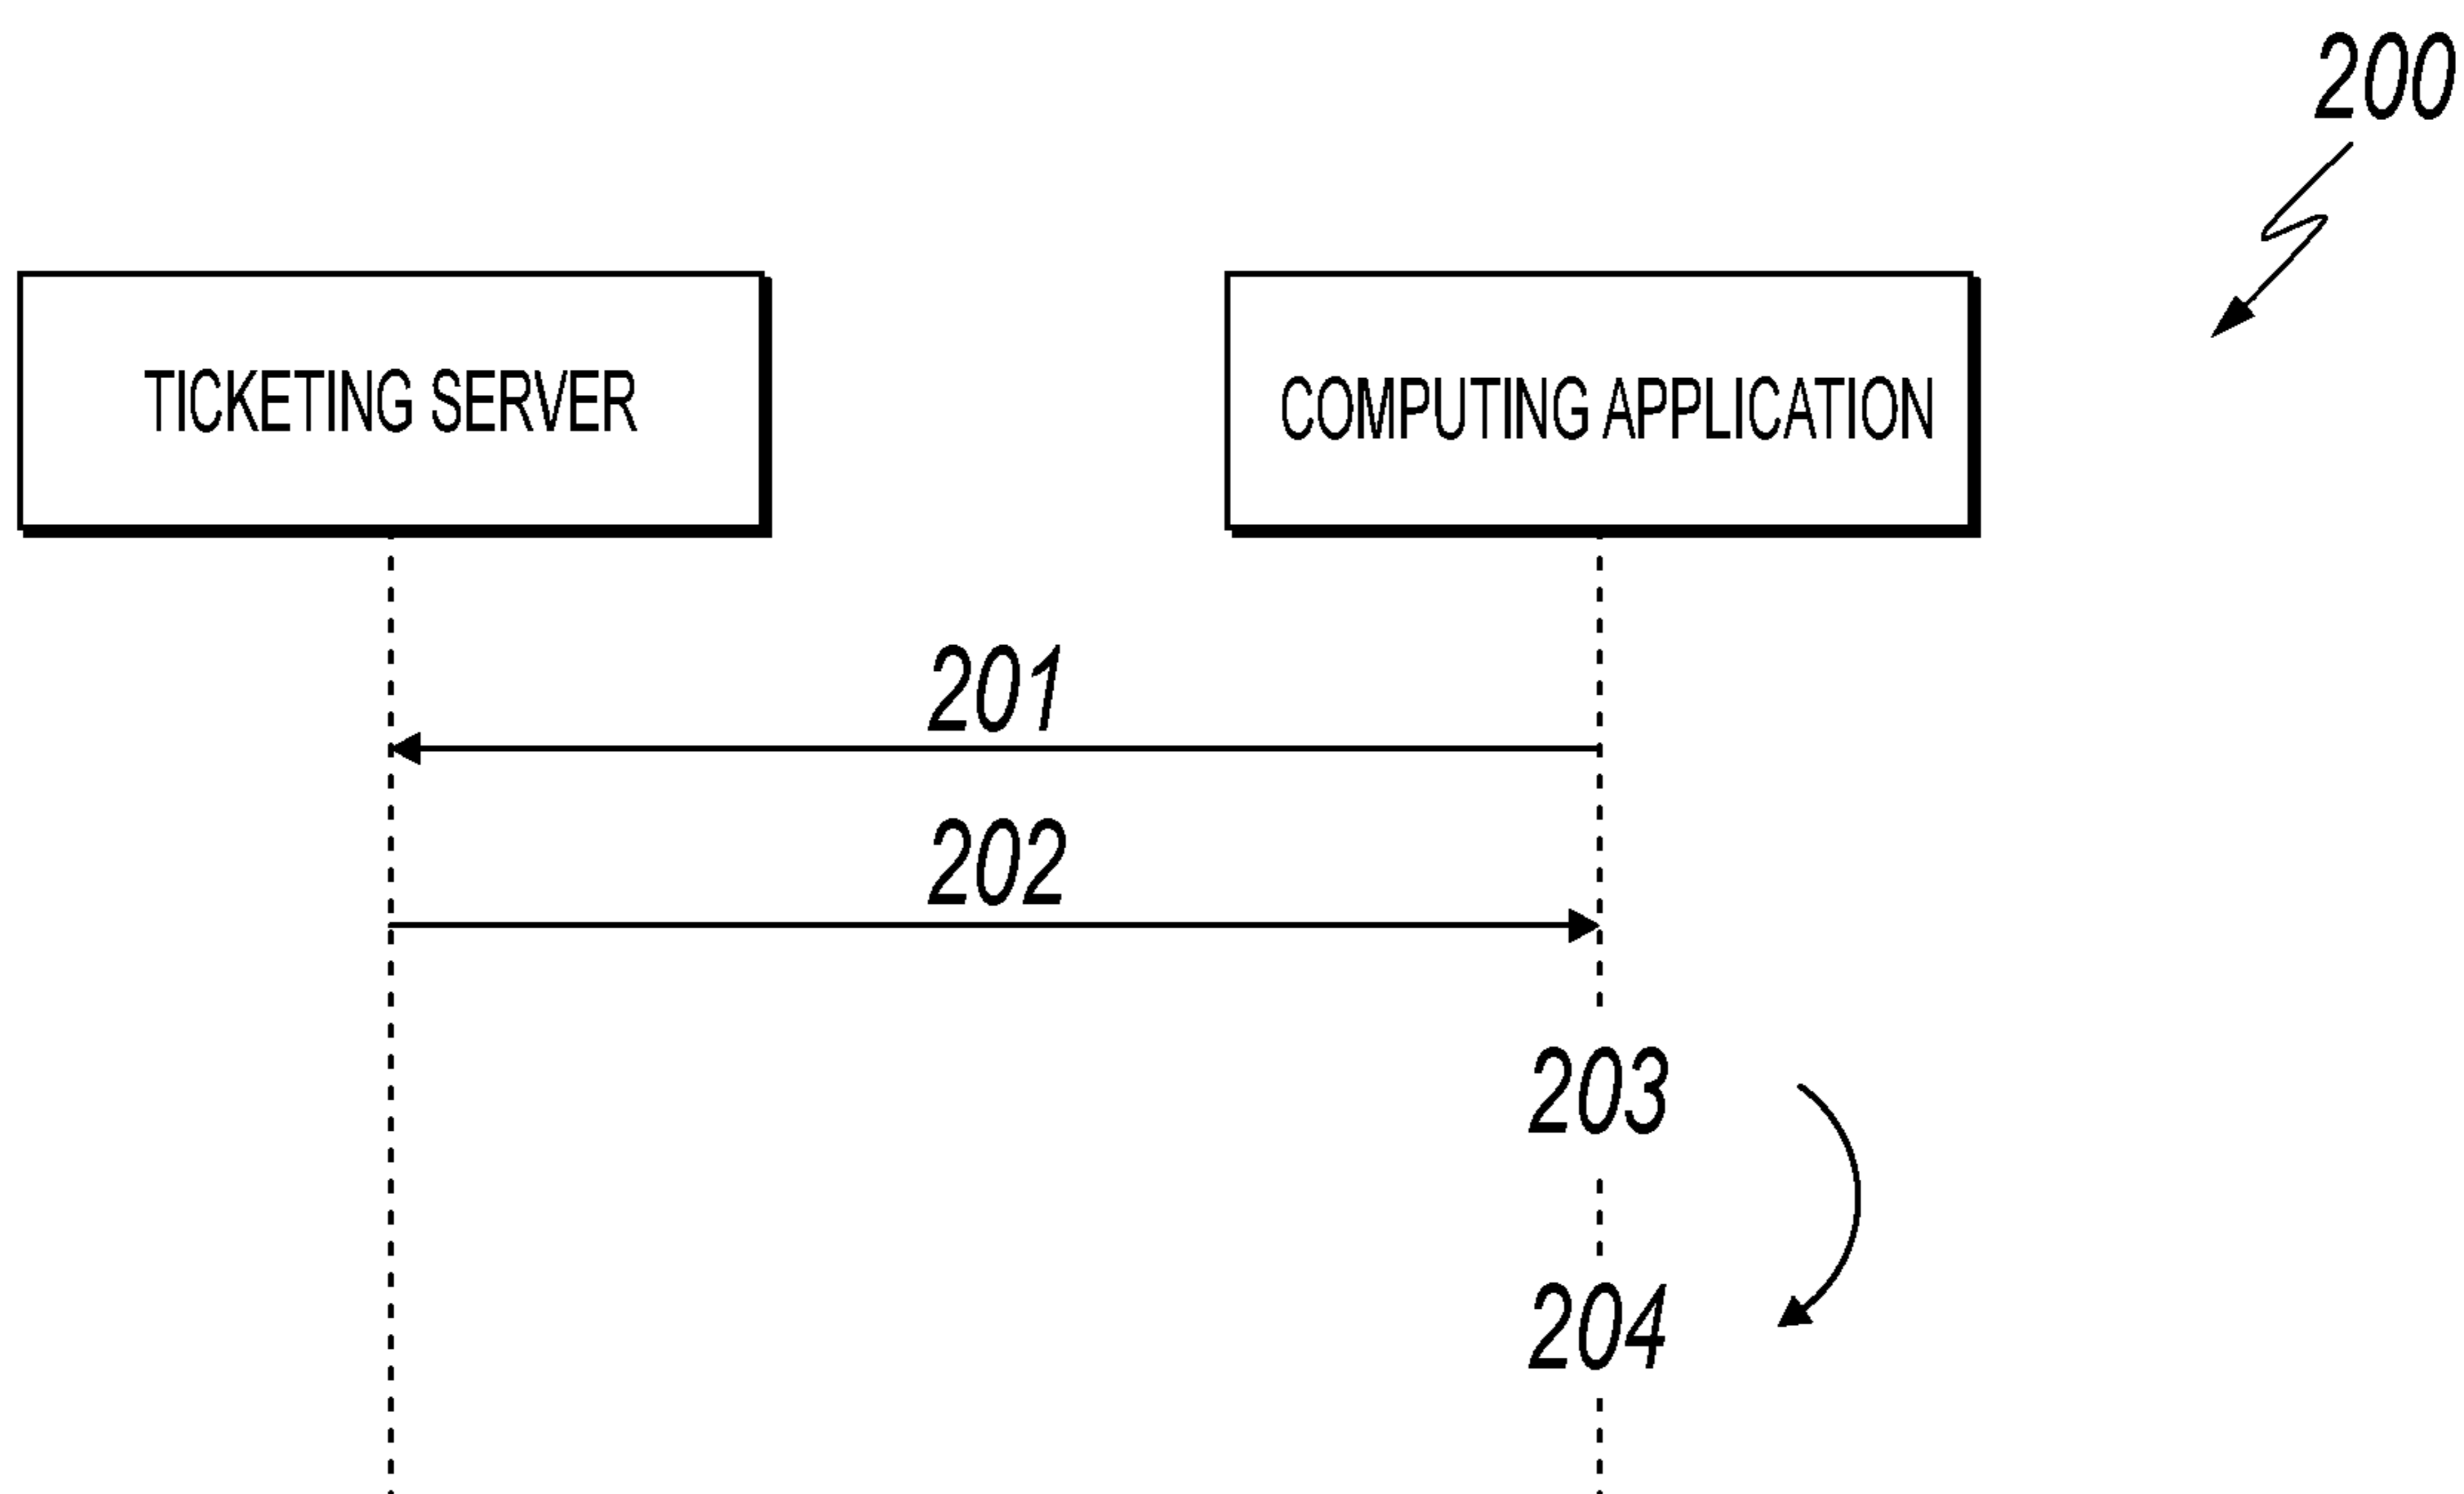 200
TICKETING SERVER
COMPUTING APPLICATION
201
202
203
204